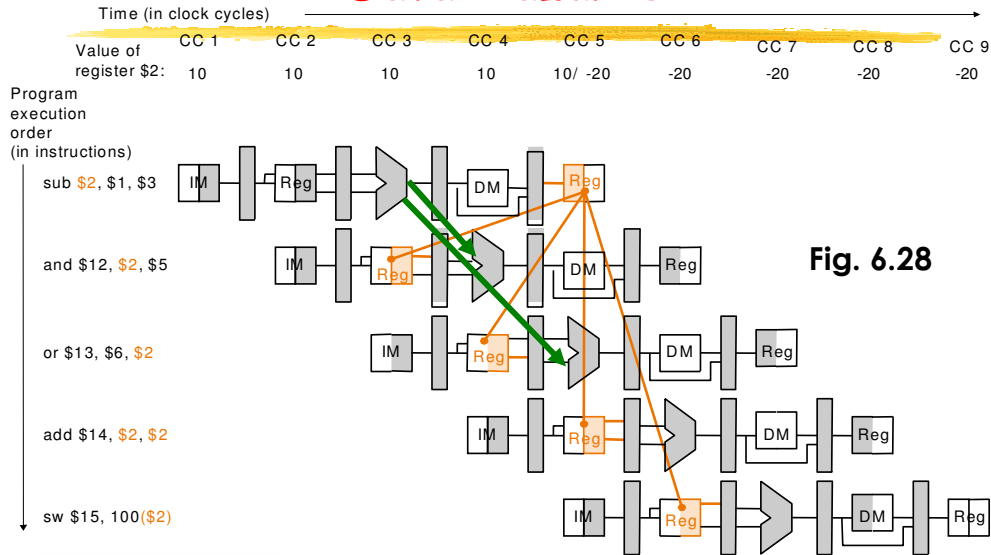 Time (in clock cycles)
CC 1 CC 2 CC 3 CC 4 CC 5 CC 6 CC 7 CC 8 CC 9
Value of
register $2: 10 10 10 10 10/ -20 -20 -20 -20 -20
Program
execution
order
(in instructions)
sub $2, $1, $3 IM Reg DM Reg
and $12, $2, $5 IM Reg DM Reg
Fig. 6.28
or $13, $6, $2 IM Reg DM Reg
add $14, $2, $2 IM Reg DM Reg
sw $15, 100($2) IM Reg DM Reg